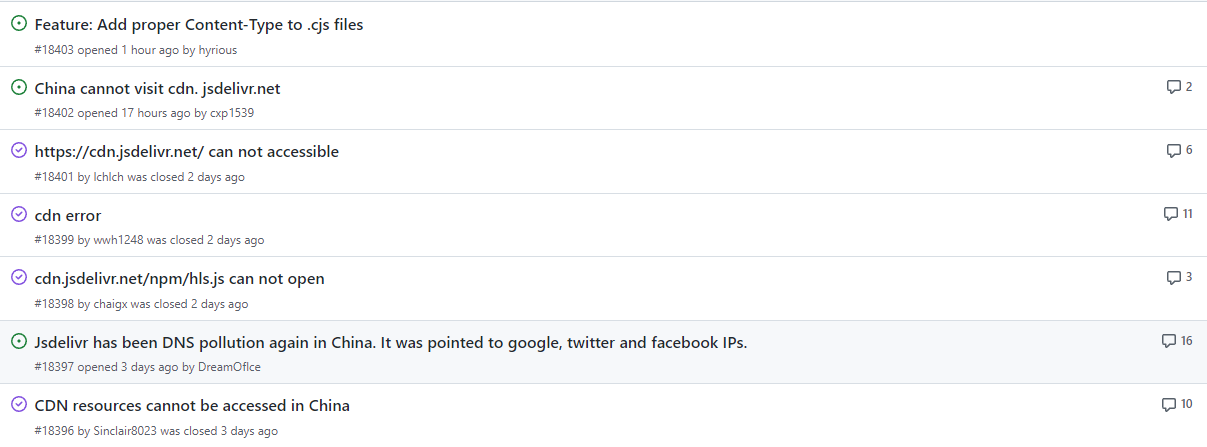 Feature: Add proper Content-Type to .cjs files
#18403 opened 1 hour ago by hyrious
China cannot visit cdn. jsdelivr.net
2
#18402 opened 17 hours ago by cxp1539
https://cdn.jsdelivr.net/ can not accessible
6
#18401 by lchlch was closed 2 days ago
cdn error
11
#18399 by wwh1248 was closed 2 days ago
cdn.jsdelivr.net/npm/hls.js can not open
3
#18398 by chaigx was closed 2 days ago
Jsdelivr has been DNS pollution again in China. It was pointed to google, twitter and facebook IPs.
16
#18397 opened 3 days ago by DreamOfIce
CDN resources cannot be accessed in China
10
#18396 by Sinclair8023 was closed 3 days ago